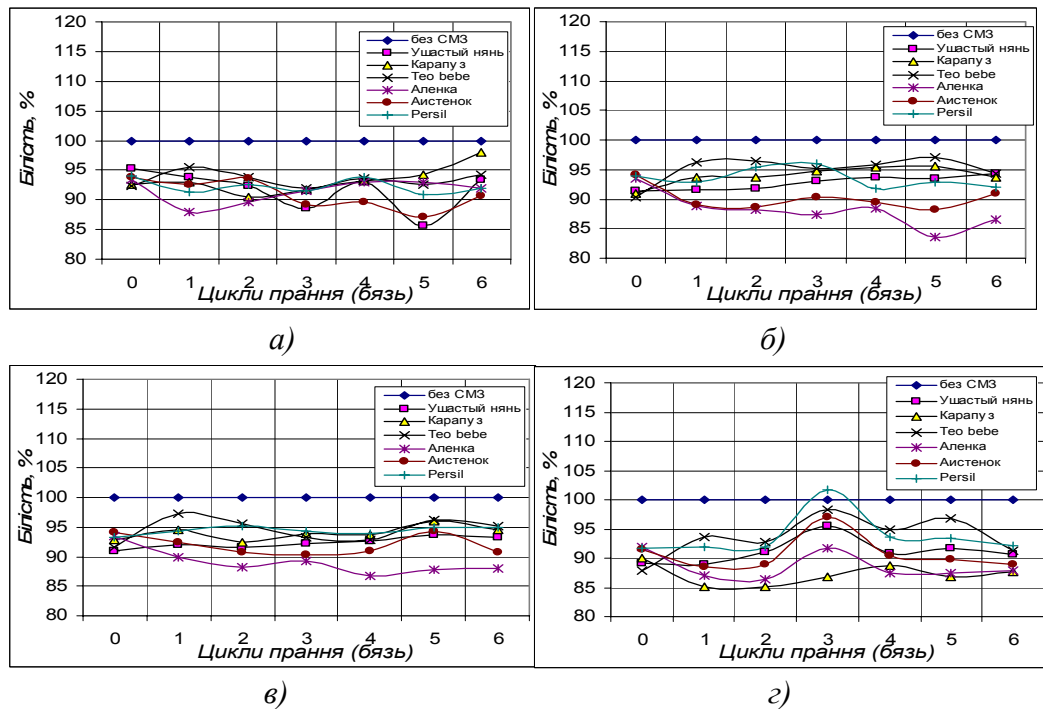 120
115
110
105
100
95
90
85
80
Білість, %
0 1 2 3 4 5 6
Цикли прання (бязь)
без СМЗ
Ушастый нянь
Карапуз
Teo bebe
Аленка
Аистенок
Persil
а)
120
115
110
105
100
95
90
85
80
Білість, %
0 1 2 3 4 5 6
Цикли прання (бязь)
без СМЗ
Ушастый нянь
Карапуз
Teo bebe
Аленка
Аистенок
Persil
б)
120
115
110
105
100
95
90
85
80
Білість, %
0 1 2 3 4 5 6
Цикли прання (бязь)
без СМЗ
Ушастый нянь
Карапуз
Teo bebe
Аленка
Аистенок
Persil
в)
120
115
110
105
100
95
90
85
80
Білість, %
0 1 2 3 4 5 6
Цикли прання (бязь)
без СМЗ
Ушастый нянь
Карапуз
Teo bebe
Аленка
Аистенок
Persil
г)